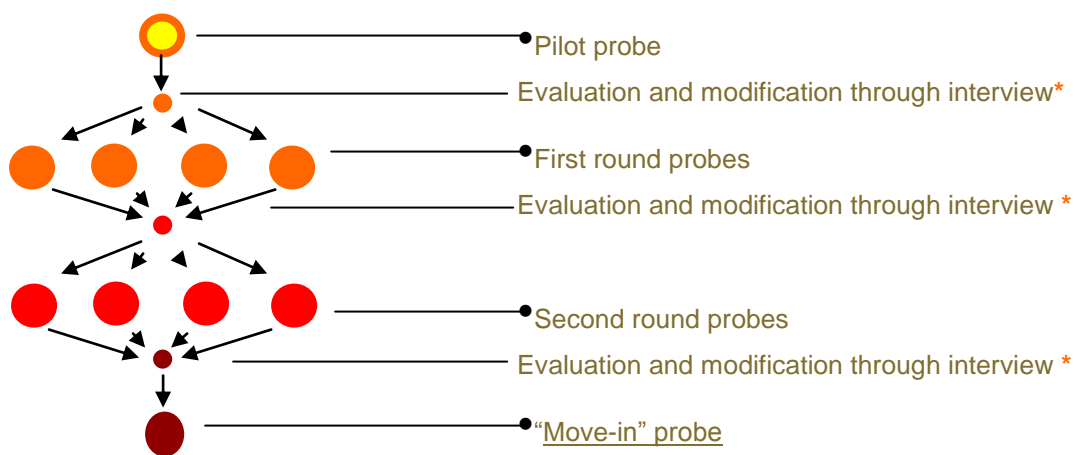 Pilot probe
Evaluation and modification through interview*
First round probes
Evaluation and modification through interview *
Second round probes
Evaluation and modification through interview *
“Move-in” probe